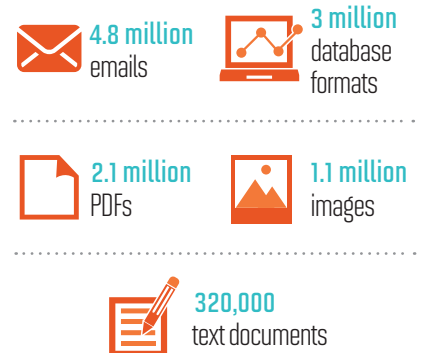 4.8 million
emails
3 million
database
formats
2.1 million
PDFs
1.1 million
images
320,000
text documents